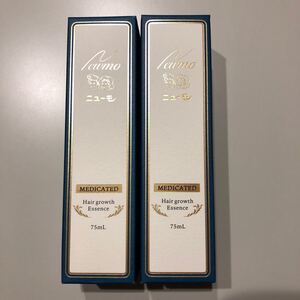 Newmo
ニューモ
MEDICATED
Hair growth
Essence
75mL
Newmo
ニューモ
MEDICATED
Hair growth
Essence
75mL